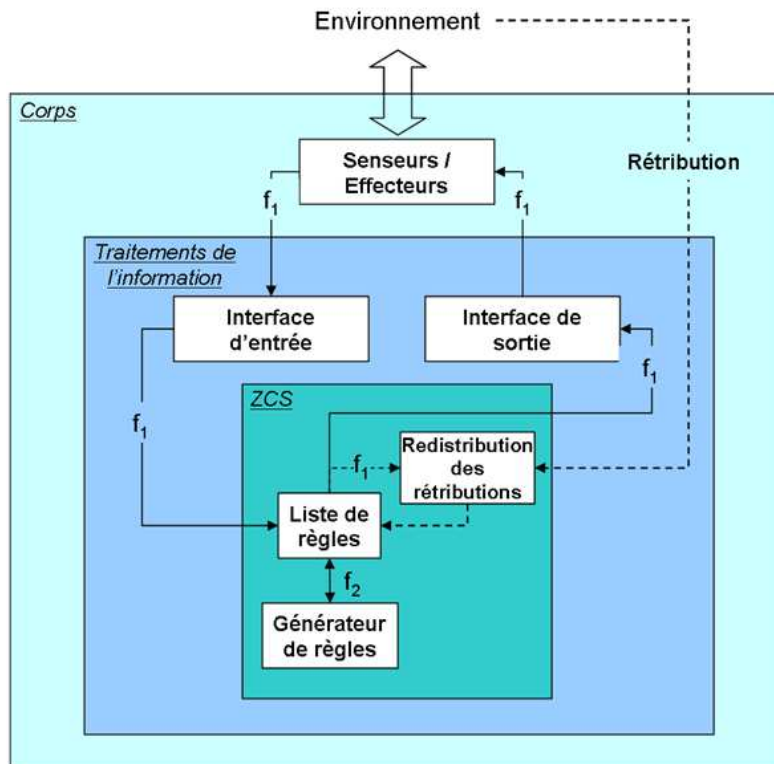 Environnement
Corps
Senseurs /
Effecteurs
Rétribution
f1
f1
Traitements de
l'information
Interface
d'entrée
Interface de
sortie
f1
f1
ZCS
Redistribution
des
rétributions
f1
Liste de
règles
f2
Générateur
de règles